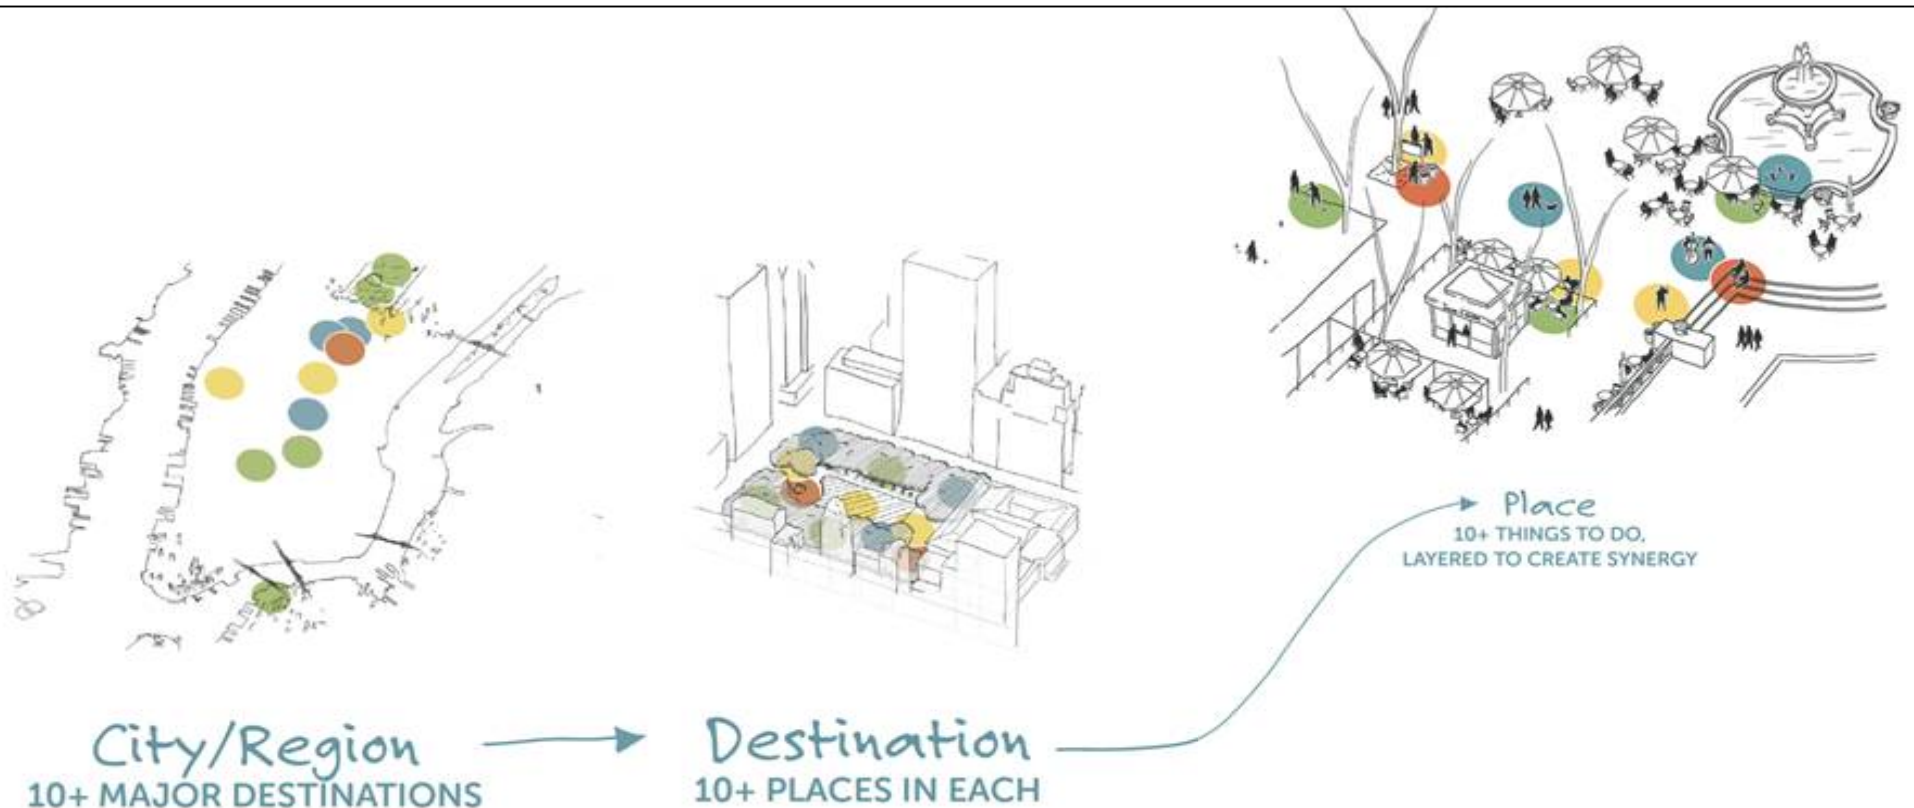 City/Region
10+ MAJOR DESTINATIONS
Destination
10+ PLACES IN EACH
Place
10+ THINGS TO DO,
LAYERED TO CREATE SYNERGY